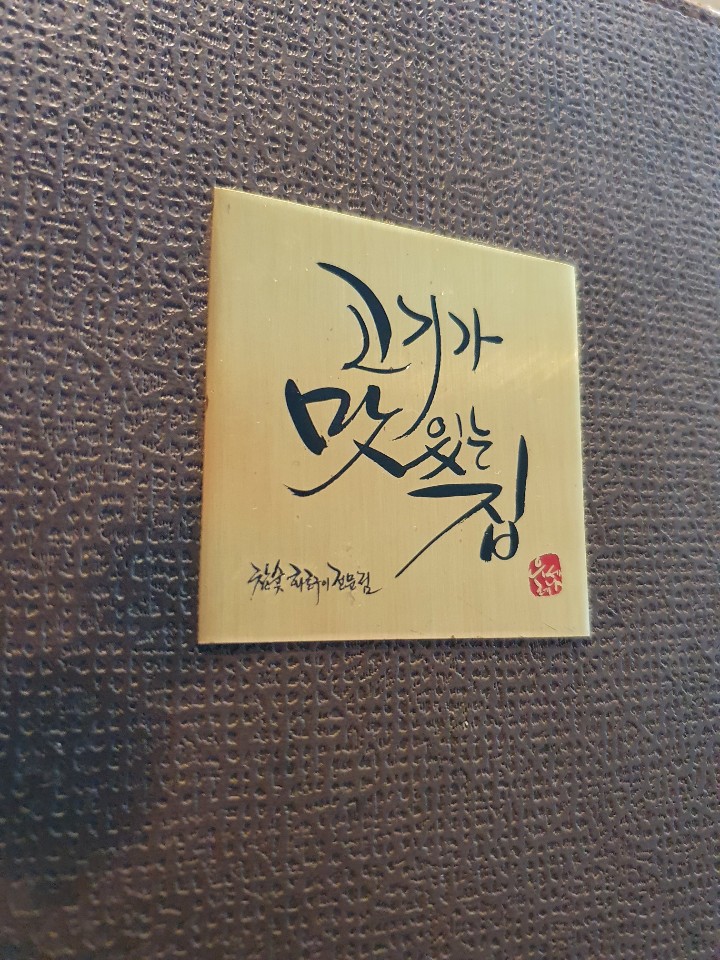 고기가
맛있는
집
참숯 화로구이 전문점